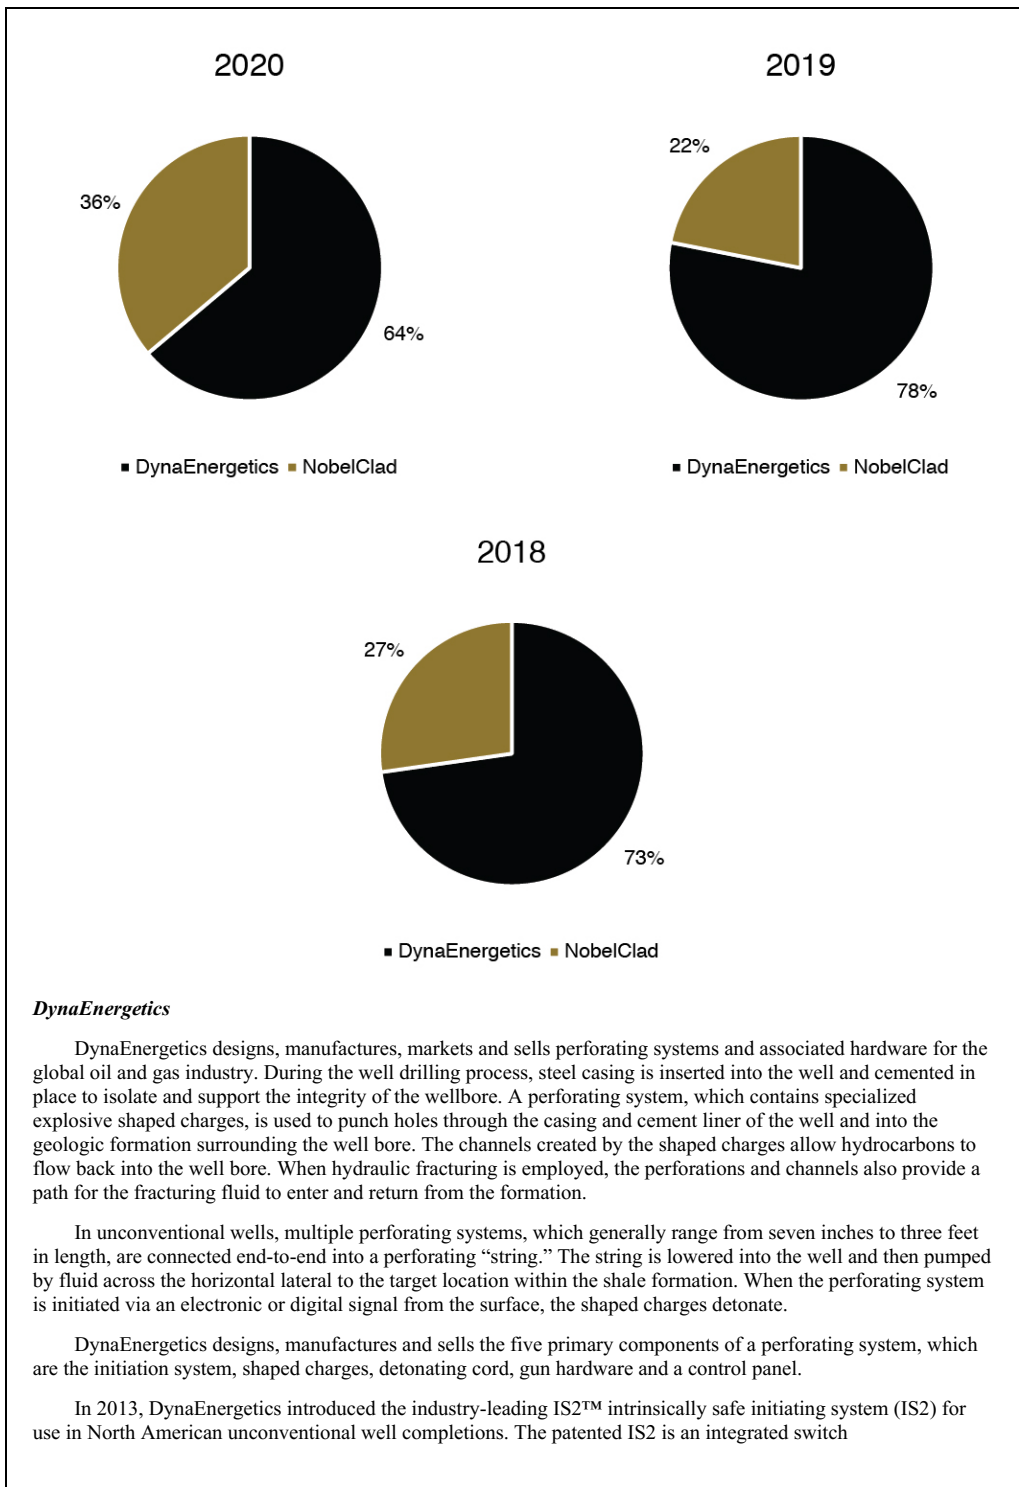 2020
36%
64%
■ DynaEnergetics ■ NobelClad
2019
22%
78%
■ DynaEnergetics ■ NobelClad
2018
27%
73%
■ DynaEnergetics ■ NobelClad
DynaEnergetics
DynaEnergetics designs, manufactures, markets and sells perforating systems and associated hardware for the
global oil and gas industry. During the well drilling process, steel casing is inserted into the well and cemented in
place to isolate and support the integrity of the wellbore. A perforating system, which contains specialized
explosive shaped charges, is used to punch holes through the casing and cement liner of the well and into the
geologic formation surrounding the well bore. The channels created by the shaped charges allow hydrocarbons to
flow back into the well bore. When hydraulic fracturing is employed, the perforations and channels also provide a
path for the fracturing fluid to enter and return from the formation.
In unconventional wells, multiple perforating systems, which generally range from seven inches to three feet
in length, are connected end-to-end into a perforating “string.” The string is lowered into the well and then pumped
by fluid across the horizontal lateral to the target location within the shale formation. When the perforating system
is initiated via an electronic or digital signal from the surface, the shaped charges detonate.
DynaEnergetics designs, manufactures and sells the five primary components of a perforating system, which
are the initiation system, shaped charges, detonating cord, gun hardware and a control panel.
In 2013, DynaEnergetics introduced the industry-leading IS2™ intrinsically safe initiating system (IS2) for
use in North American unconventional well completions. The patented IS2 is an integrated switch